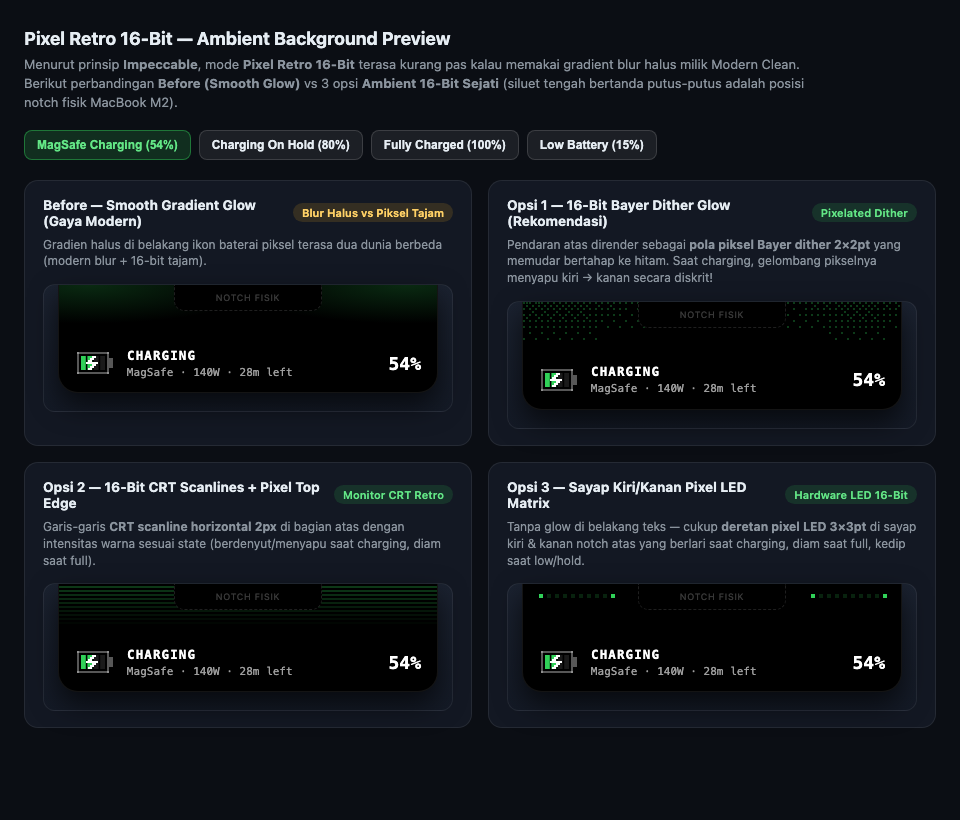 Pixel Retro 16-Bit — Ambient Background Preview
Menurut prinsip Impeccable, mode Pixel Retro 16-Bit terasa kurang pas kalau memakai gradient blur halus milik Modern Clean.
Berikut perbandingan Before (Smooth Glow) vs 3 opsi Ambient 16-Bit Sejati (siluet tengah bertanda putus-putus adalah posisi
notch fisik MacBook M2).
MagSafe Charging (54%)
Charging On Hold (80%)
Fully Charged (100%)
Low Battery (15%)
Before — Smooth Gradient Glow
(Gaya Modern)
Blur Halus vs Piksel Tajam
Gradien halus di belakang ikon baterai piksel terasa dua dunia berbeda
(modern blur + 16-bit tajam).
NOTCH FISIK
CHARGING
MagSafe · 140W · 28m left
54%
Opsi 1 — 16-Bit Bayer Dither Glow
(Rekomendasi)
Pixelated Dither
Pendaran atas dirender sebagai pola piksel Bayer dither 2×2pt yang
memudar bertahap ke hitam. Saat charging, gelombang pikselnya
menyapu kiri → kanan secara diskrit!
NOTCH FISIK
CHARGING
MagSafe · 140W · 28m left
54%
Opsi 2 — 16-Bit CRT Scanlines + Pixel Top
Edge
Monitor CRT Retro
Garis-garis CRT scanline horizontal 2px di bagian atas dengan
intensitas warna sesuai state (berdenyut/menyapu saat charging, diam
saat full).
NOTCH FISIK
CHARGING
MagSafe · 140W · 28m left
54%
Opsi 3 — Sayap Kiri/Kanan Pixel LED
Matrix
Hardware LED 16-Bit
Tanpa glow di belakang teks — cukup deretan pixel LED 3×3pt di sayap
kiri & kanan notch atas yang berlari saat charging, diam saat full, kedip
saat low/hold.
NOTCH FISIK
CHARGING
MagSafe · 140W · 28m left
54%